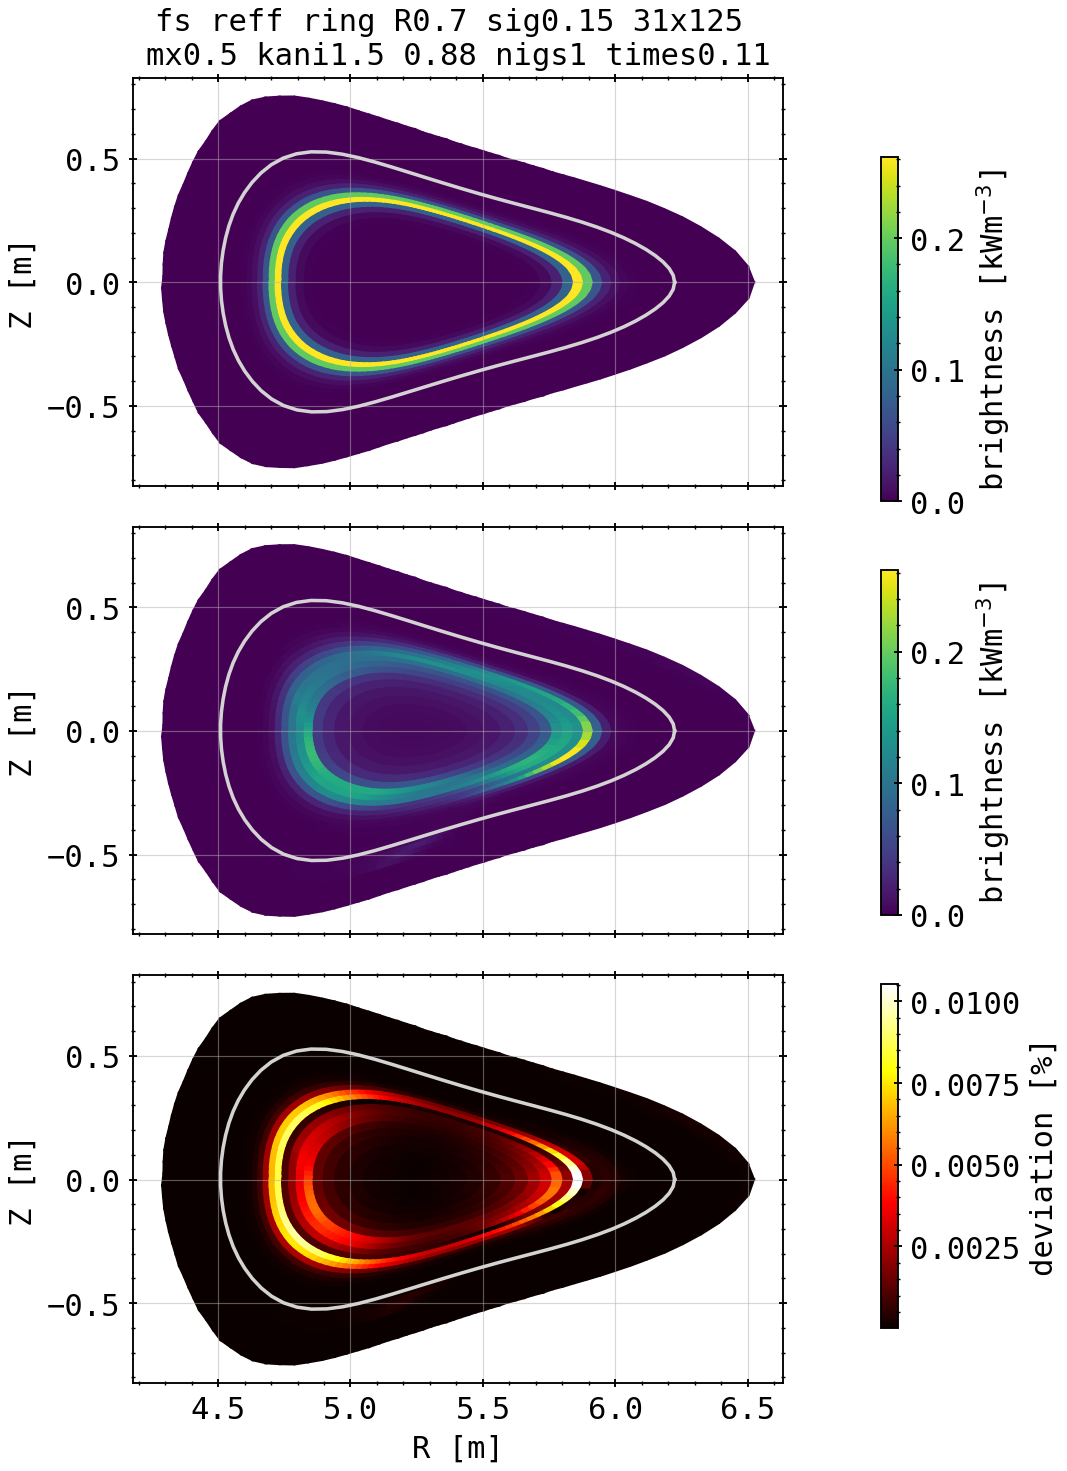 fs reff ring R0.7 sig0.15 31x125
mx0.5 kani1.5 0.88 nigs1 times0.11
0.5
0.0
−0.5
Z [m]
0.2
0.1
0.0
brightness [kWm⁻³]
0.5
0.0
−0.5
Z [m]
0.2
0.1
0.0
brightness [kWm⁻³]
0.5
0.0
−0.5
Z [m]
0.0100
0.0075
0.0050
0.0025
deviation [%]
4.5 5.0 5.5 6.0 6.5
R [m]